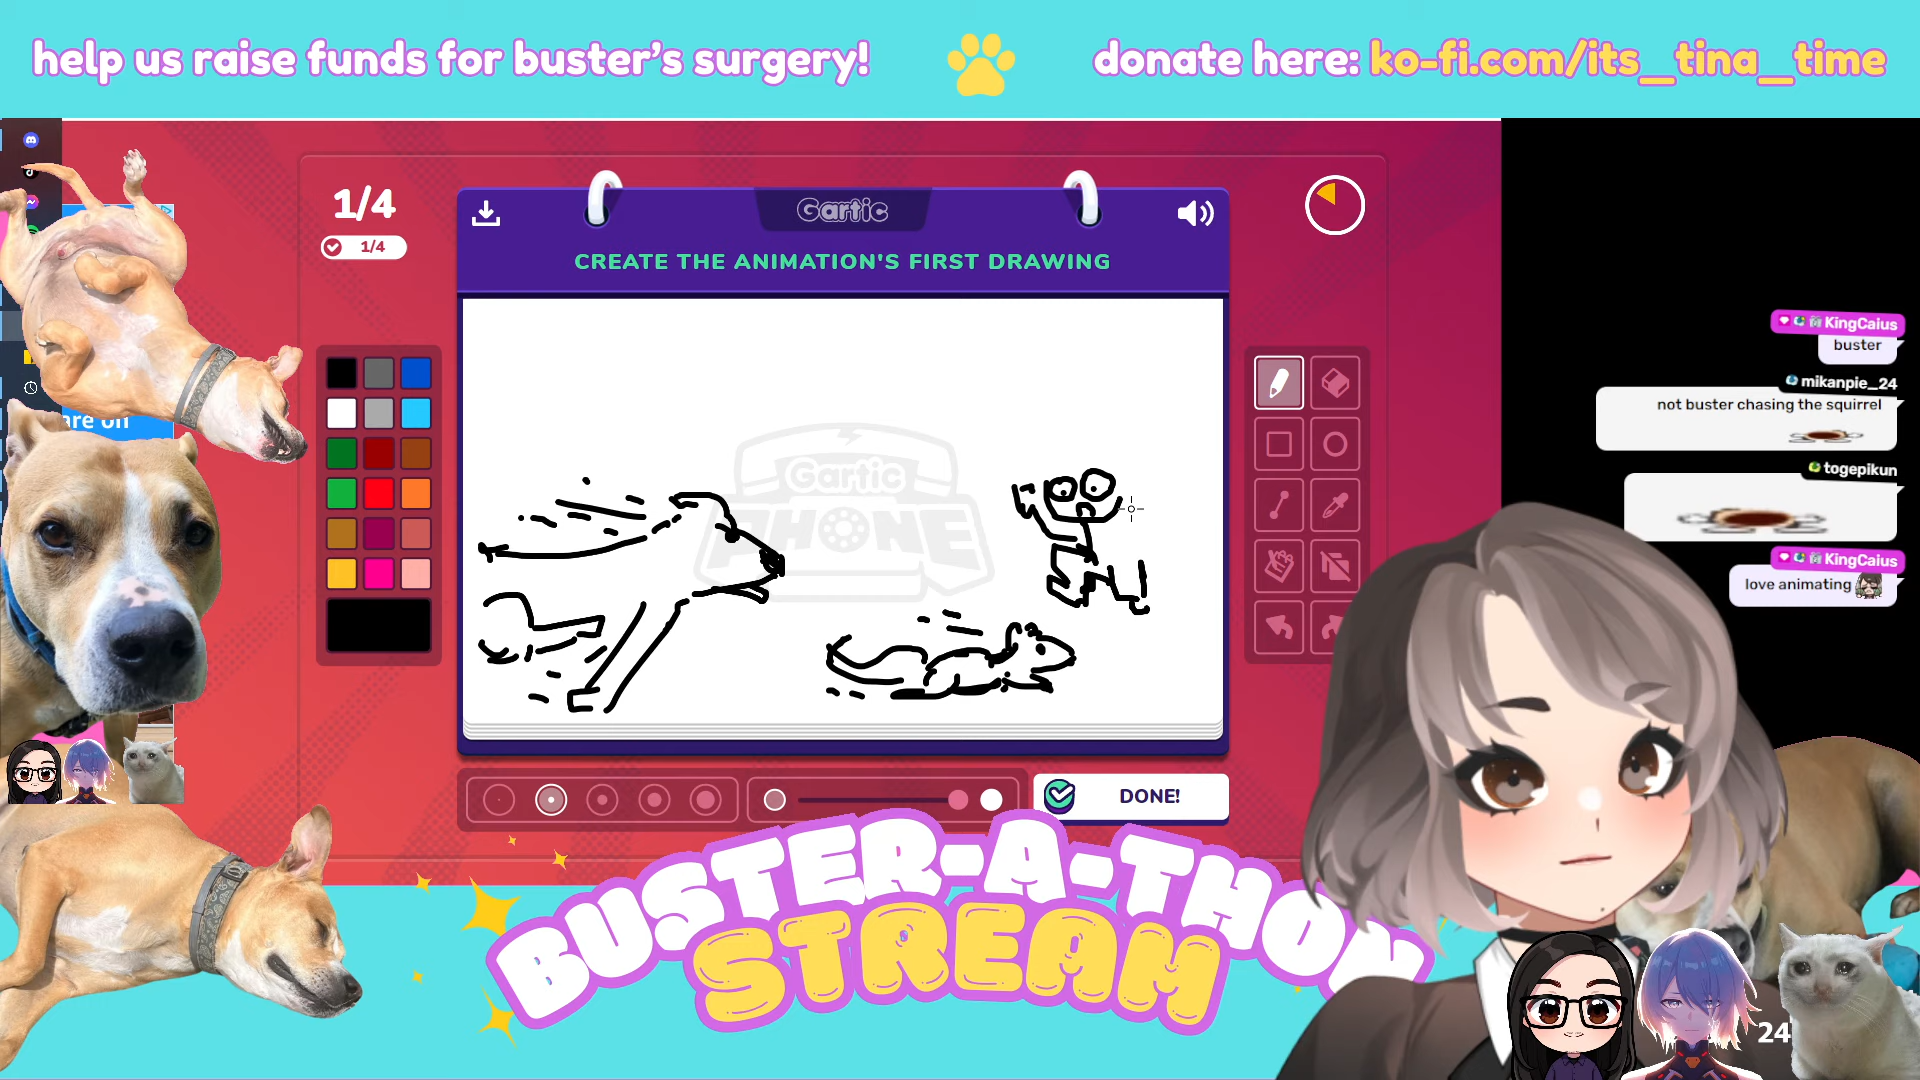 help us raise funds for buster's surgery!
donate here: ko-fi.com/its_tina_time
1/4
1/4
Gartic
CREATE THE ANIMATION'S FIRST DRAWING
Gartic
PHONE
are on
KingCaius
buster
mikanpie_24
not buster chasing the squirrel
togepikun
KingCaius
love animating
DONE!
BUSTER-A-THON
STREAM
24